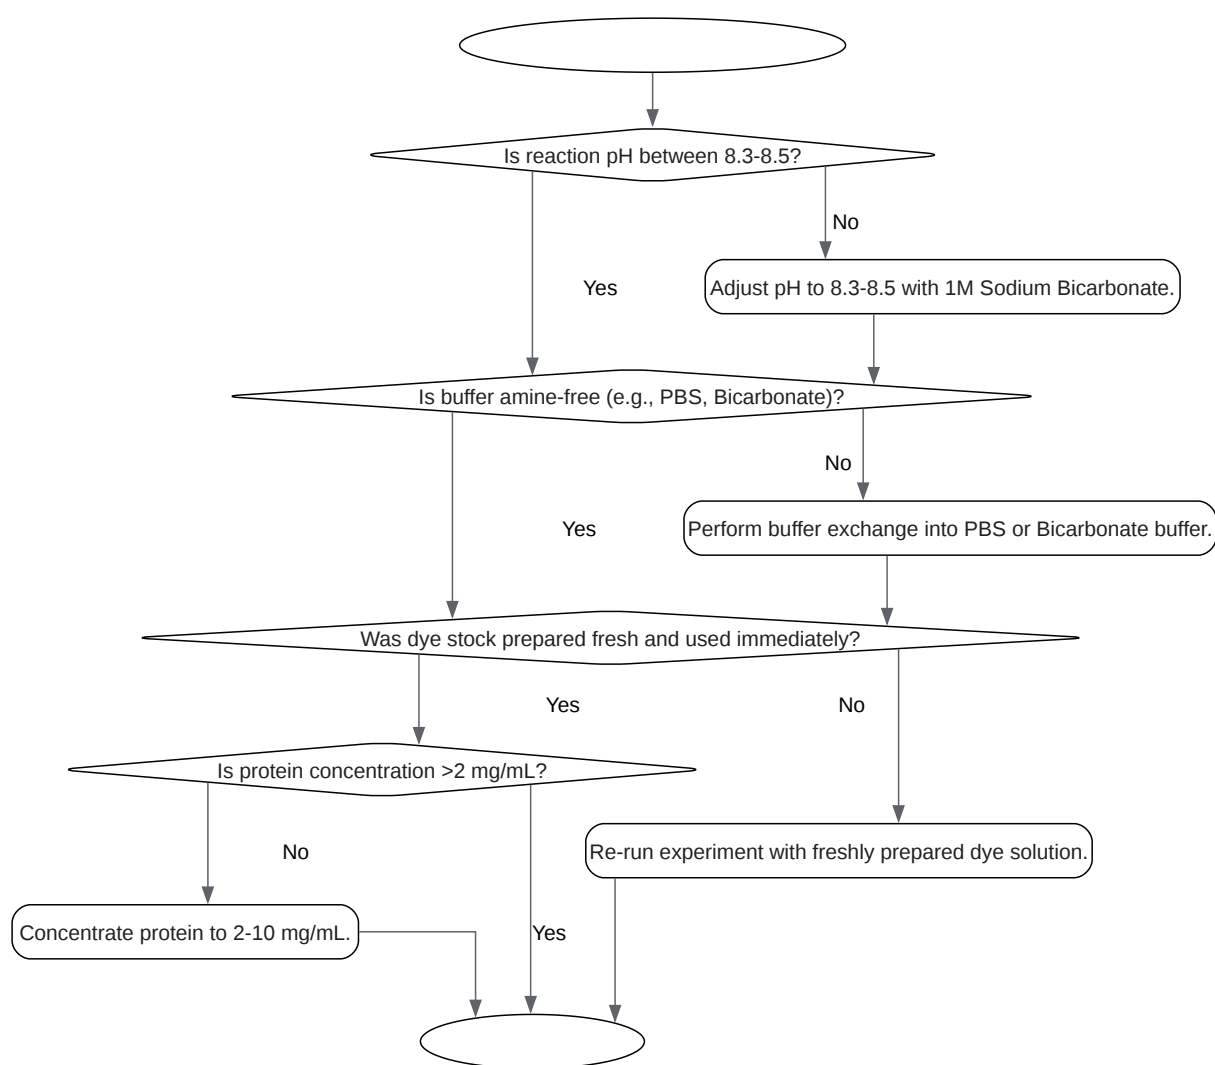 Is reaction pH between 8.3-8.5?
No
Yes
Adjust pH to 8.3-8.5 with 1M Sodium Bicarbonate.
Is buffer amine-free (e.g., PBS, Bicarbonate)?
No
Yes
Perform buffer exchange into PBS or Bicarbonate buffer.
Was dye stock prepared fresh and used immediately?
Yes
No
Is protein concentration >2 mg/mL?
No
Re-run experiment with freshly prepared dye solution.
Concentrate protein to 2-10 mg/mL.
Yes